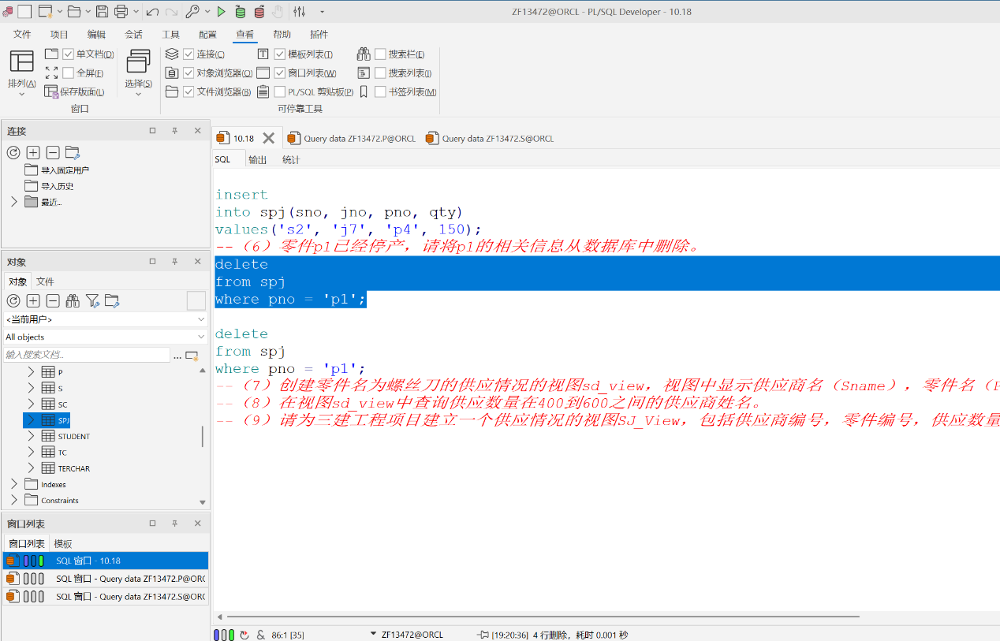 ZF13472@ORCL - PL/SQL Developer - 10.18
文件 项目 编辑 会话 工具 配置 查看 帮助 插件
排列(A)
单文档(D)
全屏(F)
保存版面(L)
选择(S)
窗口
连接(C)
对象浏览器(O)
文件浏览器(B)
模板列表(T)
窗口列表(W)
PL/SQL 剪贴板(P)
搜索栏(E)
搜索列表(I)
书签列表(M)
可停靠工具
连接
导入固定用户
导入历史
最近...
对象
对象 文件
<当前用户>
All objects
输入搜索文档...
...
P
S
SC
SPJ
STUDENT
TC
TERCHAR
Indexes
Constraints
窗口列表
窗口列表 模板
SQL 窗口 - 10.18
SQL 窗口 - Query data ZF13472.P@ORC
SQL 窗口 - Query data ZF13472.S@ORC
10.18 Query data ZF13472.P@ORCL Query data ZF13472.S@ORCL
SQL 输出 统计
insert
into spj(sno, jno, pno, qty)
values('s2', 'j7', 'p4', 150);
--（6）零件p1已经停产，请将p1的相关信息从数据库中删除。
delete
from spj
where pno = 'p1';
delete
from spj
where pno = 'p1';
--（7）创建零件名为螺丝刀的供应情况的视图sd_view，视图中显示供应商名（Sname），零件名（P
--（8）在视图sd_view中查询供应数量在400到600之间的供应商姓名。
--（9）请为三建工程项目建立一个供应情况的视图SJ_View，包括供应商编号，零件编号，供应数量
& 86:1 [35] ZF13472@ORCL [19:20:36] 4 行删除，耗时 0.001 秒